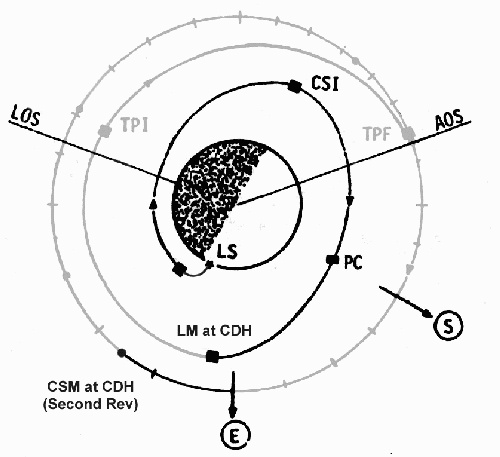 CSI
LOS
AOS
TPI
TPF
LS
PC
S
LM at CDH
CSM at CDH
(Second Rev)
E